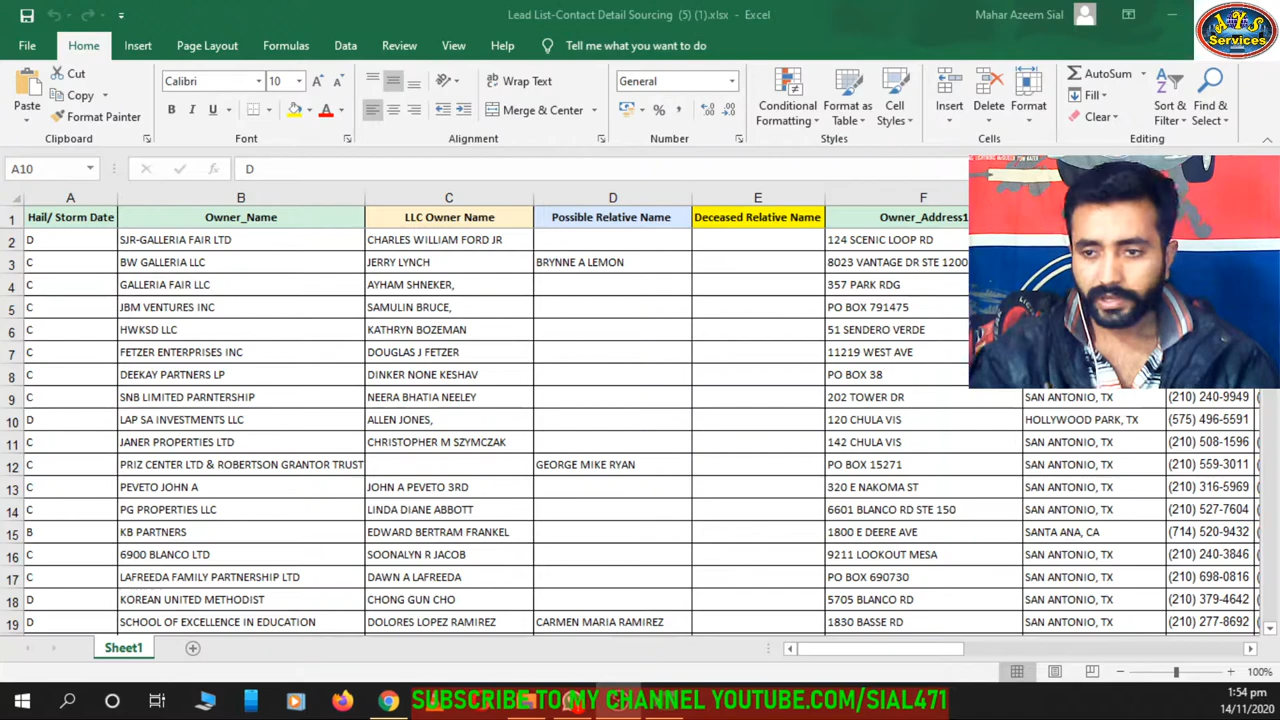 Lead List-Contact Detail Sourcing (5) (1).xlsx - Excel
Mahar Azeem Sial
AYS
Services
File Home Insert Page Layout Formulas Data Review View Help Tell me what you want to do
Paste
Cut
Copy
Format Painter
Clipboard
Calibri 10
B I U
Font
Wrap Text
Merge & Center
Alignment
General
Number
Conditional Formatting
Format as Table
Cell Styles
Styles
Insert Delete Format
Cells
AutoSum
Fill
Clear
Sort & Filter
Find & Select
Editing
A10 fx D
A B C D E F
1 Hail/ Storm Date Owner_Name LLC Owner Name Possible Relative Name Deceased Relative Name Owner_Address1
2 D SJR-GALLERIA FAIR LTD CHARLES WILLIAM FORD JR 124 SCENIC LOOP RD
3 C BW GALLERIA LLC JERRY LYNCH BRYNNE A LEMON 8023 VANTAGE DR STE 1200
4 C GALLERIA FAIR LLC AYHAM SHNEKER, 357 PARK RDG
5 C JBM VENTURES INC SAMULIN BRUCE, PO BOX 791475
6 C HWKSD LLC KATHRYN BOZEMAN 51 SENDERO VERDE
7 C FETZER ENTERPRISES INC DOUGLAS J FETZER 11219 WEST AVE
8 C DEEKAY PARTNERS LP DINKER NONE KESHAV PO BOX 38
9 C SNB LIMITED PARNTERSHIP NEERA BHATIA NEELEY 202 TOWER DR SAN ANTONIO, TX (210) 240-9949
10 D LAP SA INVESTMENTS LLC ALLEN JONES, 120 CHULA VIS HOLLYWOOD PARK, TX (575) 496-5591
11 C JANER PROPERTIES LTD CHRISTOPHER M SZYMCZAK 142 CHULA VIS SAN ANTONIO, TX (210) 508-1596
12 C PRIZ CENTER LTD & ROBERTSON GRANTOR TRUST GEORGE MIKE RYAN PO BOX 15271 SAN ANTONIO, TX (210) 559-3011
13 C PEVETO JOHN A JOHN A PEVETO 3RD 320 E NAKOMA ST SAN ANTONIO, TX (210) 316-5969
14 C PG PROPERTIES LLC LINDA DIANE ABBOTT 6601 BLANCO RD STE 150 SAN ANTONIO, TX (210) 527-7604
15 B KB PARTNERS EDWARD BERTRAM FRANKEL 1800 E DEERE AVE SANTA ANA, CA (714) 520-9432
16 C 6900 BLANCO LTD SOONALYN R JACOB 9211 LOOKOUT MESA SAN ANTONIO, TX (210) 240-3846
17 C LAFREEDA FAMILY PARTNERSHIP LTD DAWN A LAFREEDA PO BOX 690730 SAN ANTONIO, TX (210) 698-0816
18 D KOREAN UNITED METHODIST CHONG GUN CHO 5705 BLANCO RD SAN ANTONIO, TX (210) 379-4642
19 D SCHOOL OF EXCELLENCE IN EDUCATION DOLORES LOPEZ RAMIREZ CARMEN MARIA RAMIREZ 1830 BASSE RD SAN ANTONIO, TX (210) 277-8692
Sheet1
100%
SUBSCRIBE TO MY CHANNEL YOUTUBE.COM/SIAL471
1:54 pm
14/11/2020